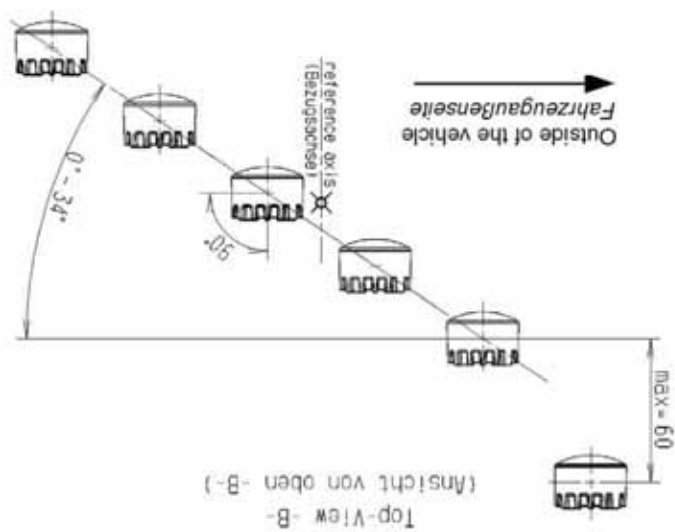 Top-View -B-
(Ansicht von oben -B-)
max=60
Outside of the vehicle
Fahrzeugaußenseite
reference axis
(Bezugsachse)
90°
0°-34°